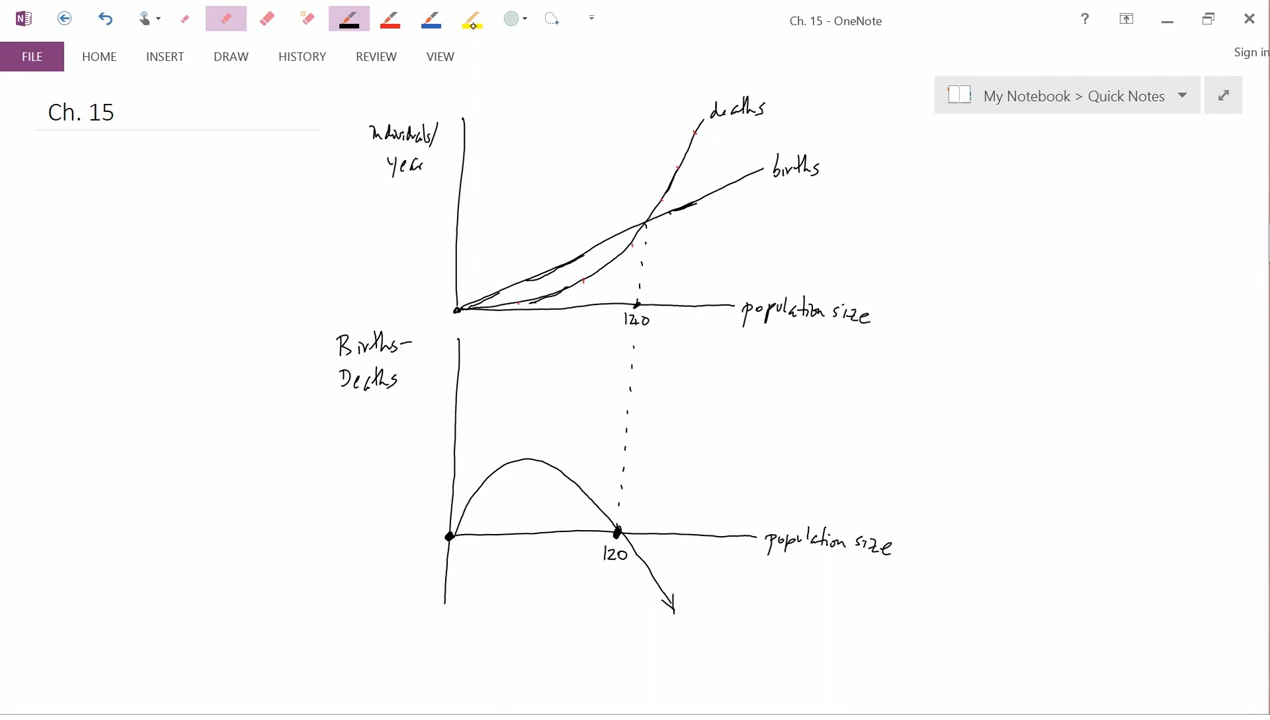 Ch. 15 - OneNote
?
FILE
HOME
INSERT
DRAW
HISTORY
REVIEW
VIEW
Sign in
My Notebook > Quick Notes
Ch. 15
Individuals/
year
deaths
births
population size
120
Births-
Deaths
population size
120